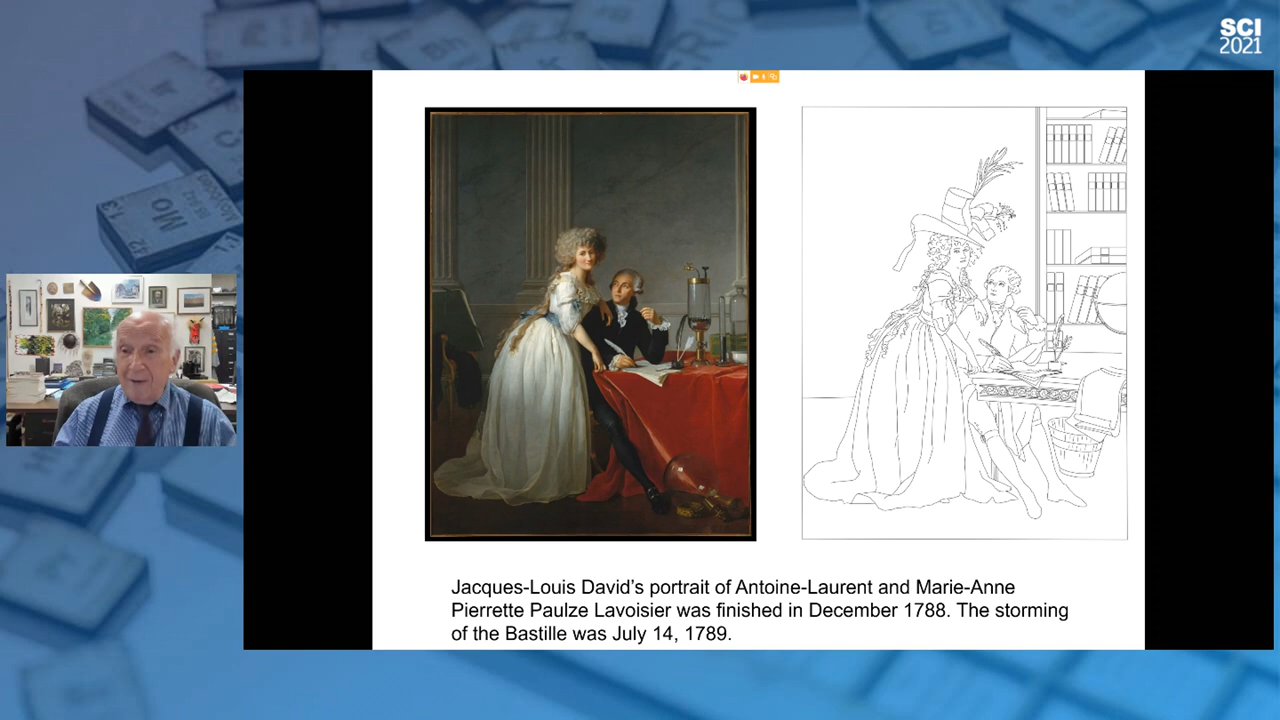 SCI
2021
Mo
Jacques-Louis David’s portrait of Antoine-Laurent and Marie-Anne
Pierrette Paulze Lavoisier was finished in December 1788. The storming
of the Bastille was July 14, 1789.